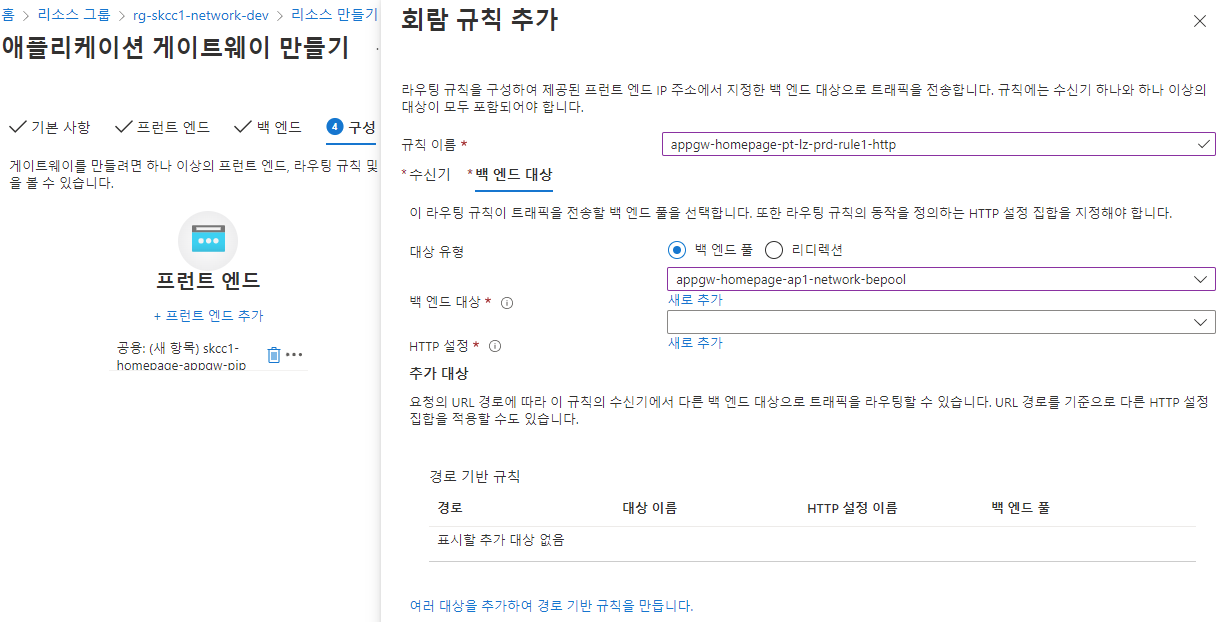 홈 > 리소스 그룹 > rg-skcc1-network-dev > 리소스 만들기
애플리케이션 게이트웨이 만들기
기본 사항 프런트 엔드 백 엔드 4 구성
게이트웨이를 만들려면 하나 이상의 프런트 엔드, 라우팅 규칙 및
을 볼 수 있습니다.
프런트 엔드
+ 프런트 엔드 추가
공용: (새 항목) skcc1-
homepage-appgw-pip
회람 규칙 추가
라우팅 규칙을 구성하여 제공된 프런트 엔드 IP 주소에서 지정한 백 엔드 대상으로 트래픽을 전송합니다. 규칙에는 수신기 하나와 하나 이상의
대상이 모두 포함되어야 합니다.
규칙 이름 * appgw-homepage-pt-lz-prd-rule1-http
* 수신기 * 백 엔드 대상
이 라우팅 규칙이 트래픽을 전송할 백 엔드 풀을 선택합니다. 또한 라우팅 규칙의 동작을 정의하는 HTTP 설정 집합을 지정해야 합니다.
대상 유형 백 엔드 풀 리디렉션
appgw-homepage-ap1-network-bepool
백 엔드 대상 *
새로 추가
HTTP 설정 *
새로 추가
추가 대상
요청의 URL 경로에 따라 이 규칙의 수신기에서 다른 백 엔드 대상으로 트래픽을 라우팅할 수 있습니다. URL 경로를 기준으로 다른 HTTP 설정
집합을 적용할 수도 있습니다.
경로 기반 규칙
경로 대상 이름 HTTP 설정 이름 백 엔드 풀
표시할 추가 대상 없음
여러 대상을 추가하여 경로 기반 규칙을 만듭니다.